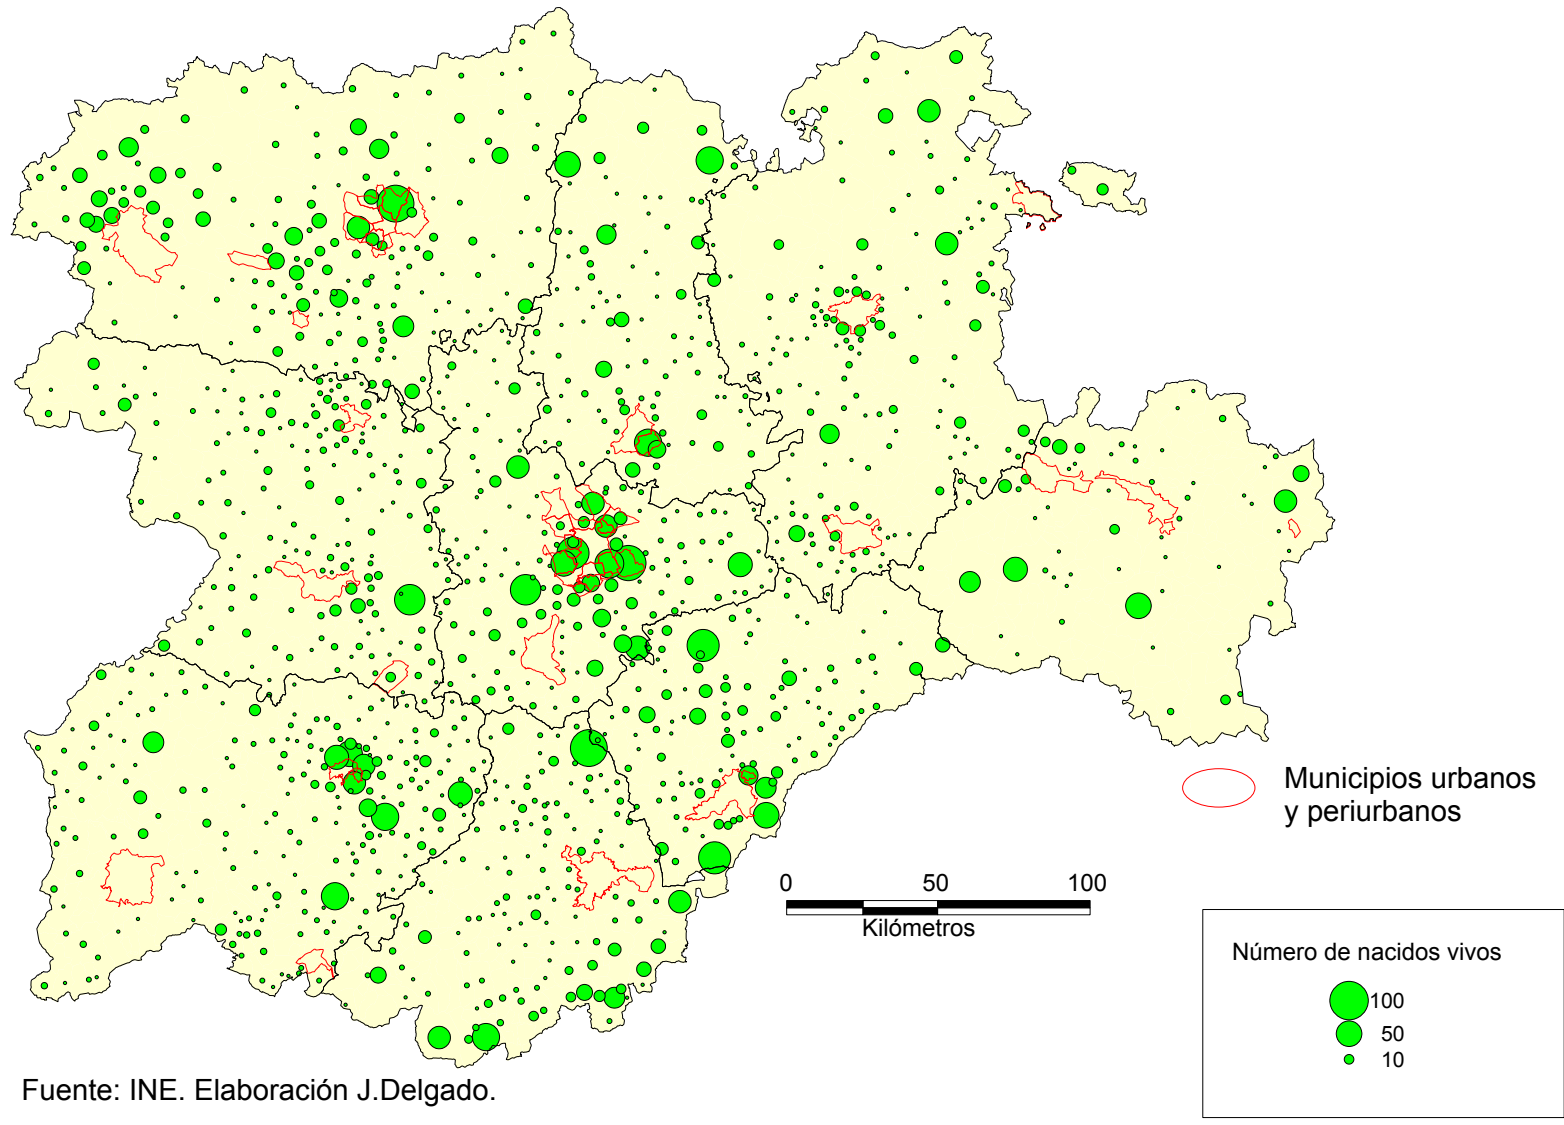 Municipios urbanos
y periurbanos
0 50 100
Kilómetros
Número de nacidos vivos
100
50
10
Fuente: INE. Elaboración J.Delgado.